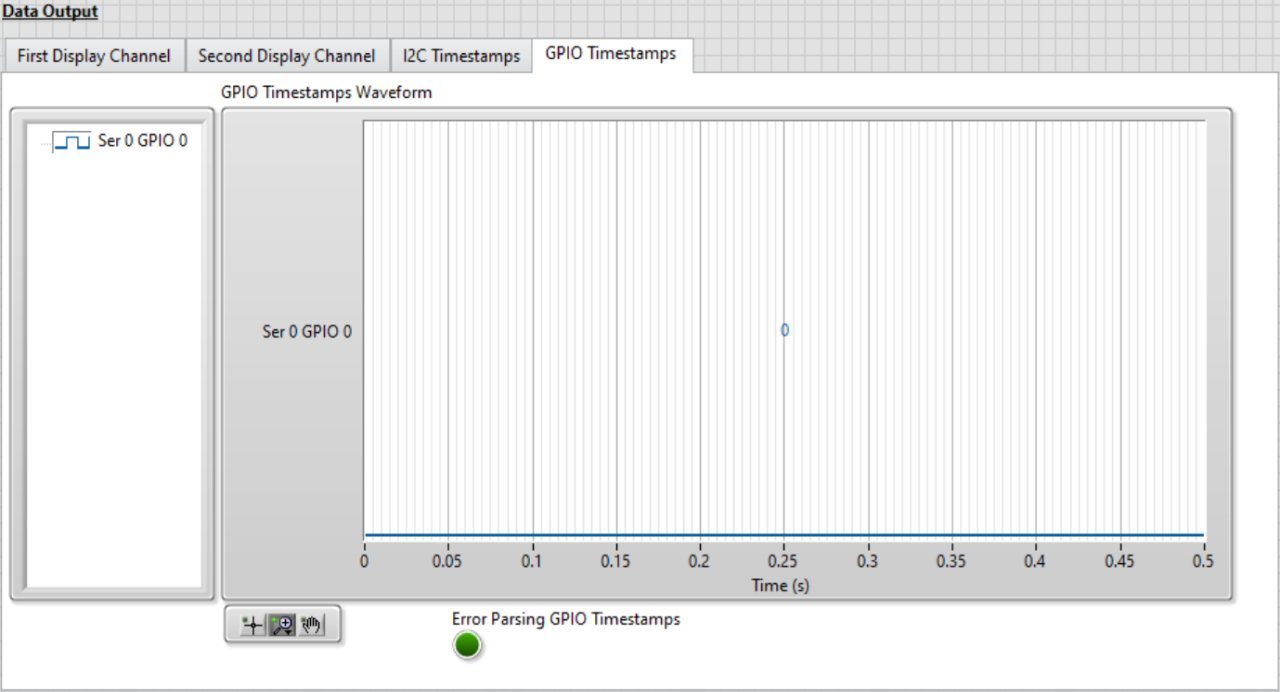 Data Output
First Display Channel Second Display Channel I2C Timestamps GPIO Timestamps
GPIO Timestamps Waveform
Ser 0 GPIO 0
Ser 0 GPIO 0
0
0 0.05 0.1 0.15 0.2 0.25 0.3 0.35 0.4 0.45 0.5
Time (s)
Error Parsing GPIO Timestamps